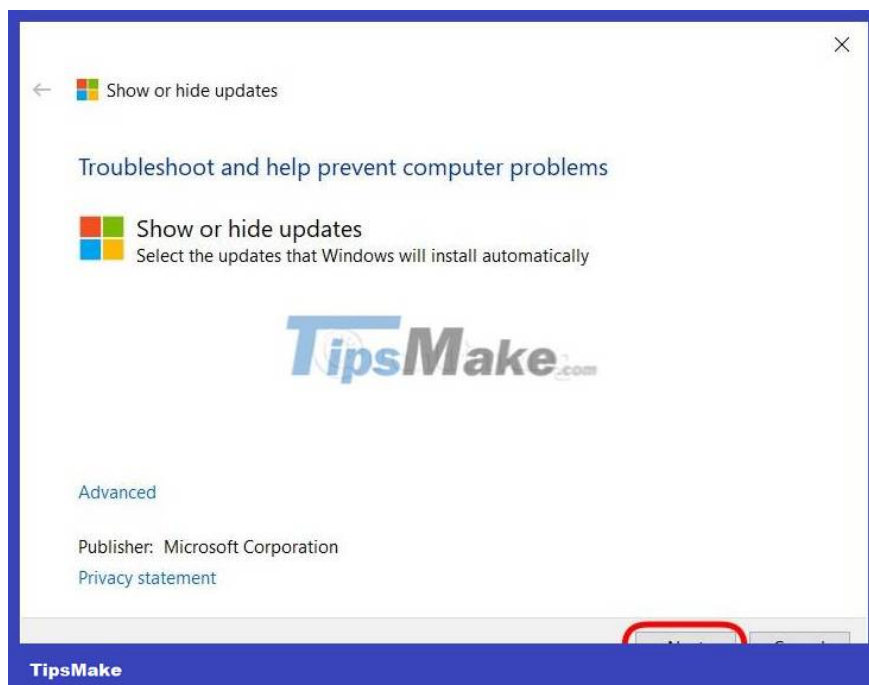 Show or hide updates
Troubleshoot and help prevent computer problems
Show or hide updates
Select the updates that Windows will install automatically
TipsMake.com
Advanced
Publisher: Microsoft Corporation
Privacy statement
TipsMake